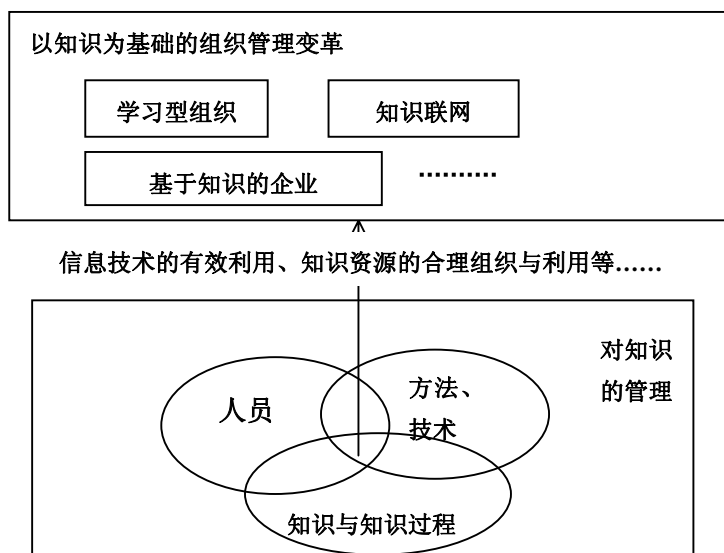 以知识为基础的组织管理变革
学习型组织
知识联网
基于知识的企业
..........
信息技术的有效利用、知识资源的合理组织与利用等……
对知识
的管理
人员
方法、
技术
知识与知识过程